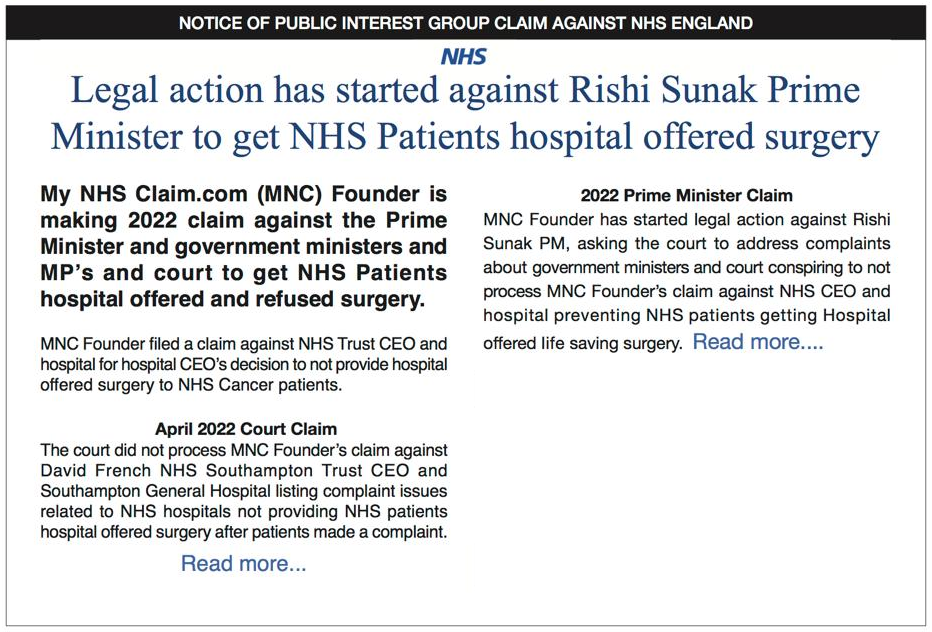 NOTICE OF PUBLIC INTEREST GROUP CLAIM AGAINST NHS ENGLAND
NHS
Legal action has started against Rishi Sunak Prime
Minister to get NHS Patients hospital offered surgery
My NHS Claim.com (MNC) Founder is
making 2022 claim against the Prime
Minister and government ministers and
MP's and court to get NHS Patients
hospital offered and refused surgery.
MNC Founder filed a claim against NHS Trust CEO and
hospital for hospital CEO's decision to not provide hospital
offered surgery to NHS Cancer patients.
April 2022 Court Claim
The court did not process MNC Founder's claim against
David French NHS Southampton Trust CEO and
Southampton General Hospital listing complaint issues
related to NHS hospitals not providing NHS patients
hospital offered surgery after patients made a complaint.
Read more...
2022 Prime Minister Claim
MNC Founder has started legal action against Rishi
Sunak PM, asking the court to address complaints
about government ministers and court conspiring to not
process MNC Founder's claim against NHS CEO and
hospital preventing NHS patients getting Hospital
offered life saving surgery. Read more....